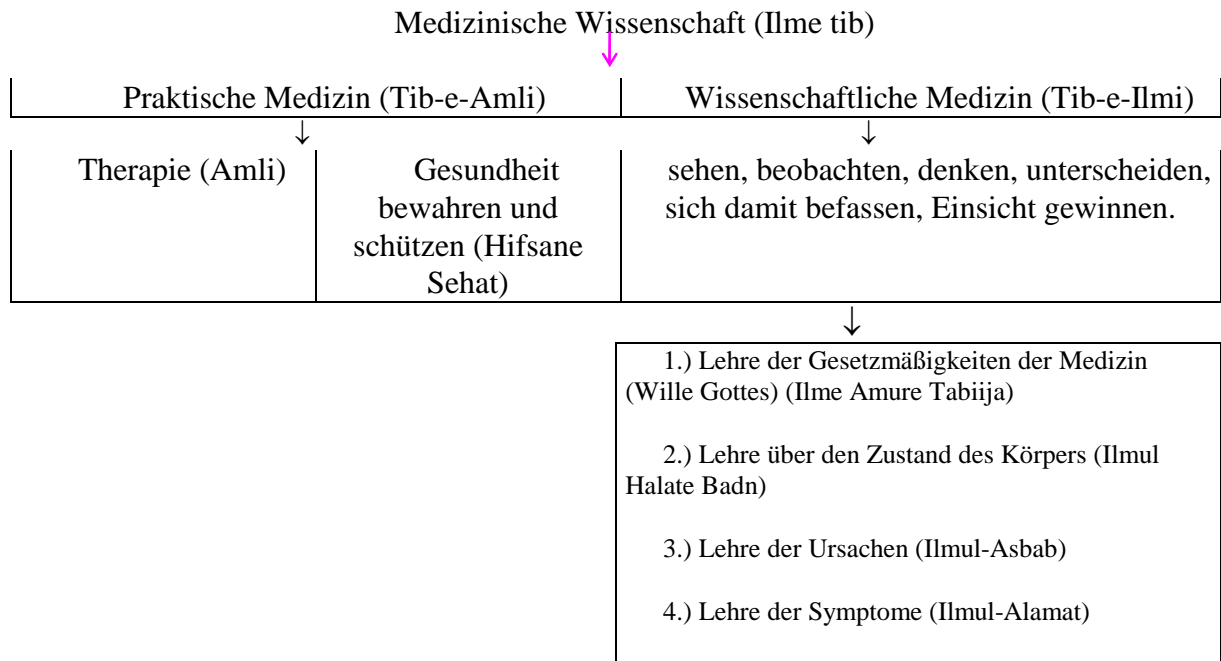 Medizinische Wissenschaft (Ilme tib)
Praktische Medizin (Tib-e-Amli)
Wissenschaftliche Medizin (Tib-e-Ilmi)
Therapie (Amli)
Gesundheit
bewahren und
schützen (Hifsane
Sehat)
sehen, beobachten, denken, unterscheiden,
sich damit befassen, Einsicht gewinnen.
1.) Lehre der Gesetzmäßigkeiten der Medizin
(Wille Gottes) (Ilme Amure Tabiija)
2.) Lehre über den Zustand des Körpers (Ilmul
Halate Badn)
3.) Lehre der Ursachen (Ilmul-Asbab)
4.) Lehre der Symptome (Ilmul-Alamat)